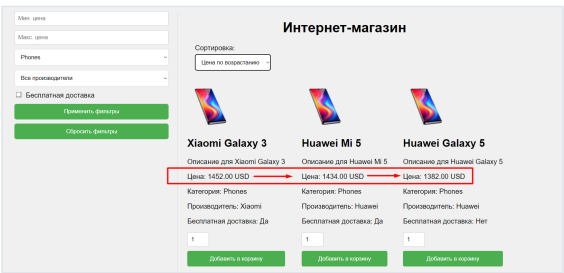 Мин. цена
Макс. цена
Phones
Все производители
Бесплатная доставка
Применить фильтры
Сбросить фильтры
Интернет-магазин
Сортировка:
Цена по возрастанию
Xiaomi Galaxy 3
Описание для Xiaomi Galaxy 3
Цена: 1452.00 USD
Категория: Phones
Производитель: Xiaomi
Бесплатная доставка: Да
1
Добавить в корзину
Huawei Mi 5
Описание для Huawei Mi 5
Цена: 1434.00 USD
Категория: Phones
Производитель: Huawei
Бесплатная доставка: Да
1
Добавить в корзину
Huawei Galaxy 5
Описание для Huawei Galaxy 5
Цена: 1382.00 USD
Категория: Phones
Производитель: Huawei
Бесплатная доставка: Нет
1
Добавить в корзину